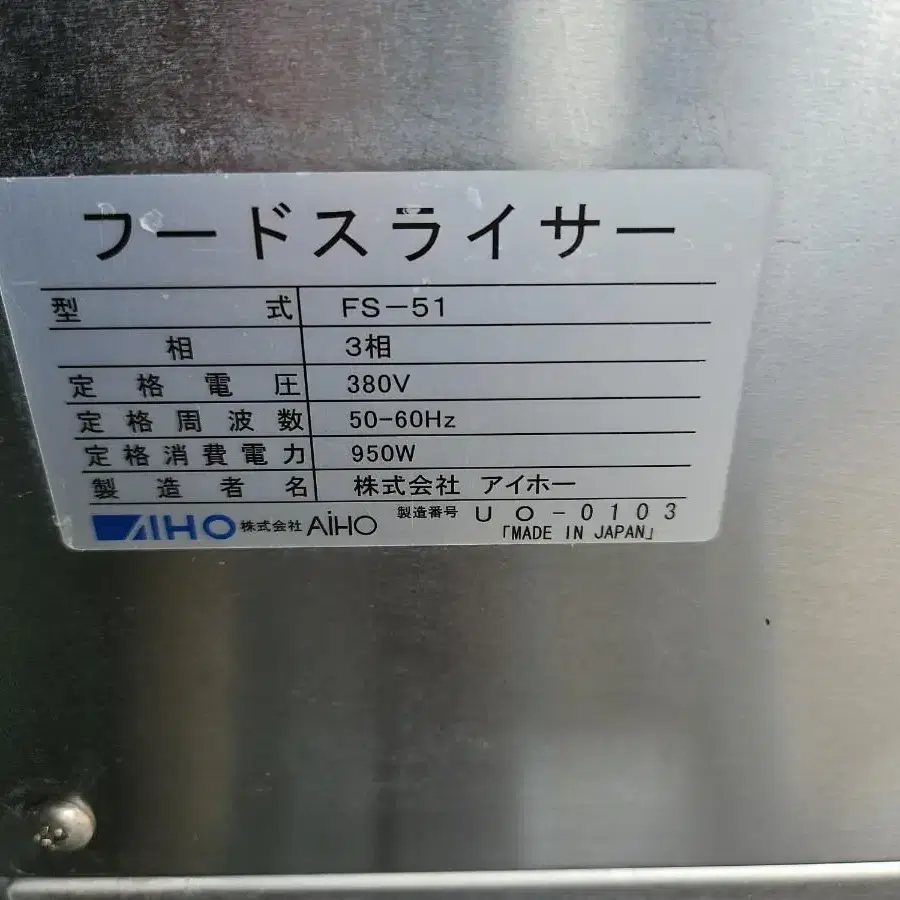 フードスライサー
型式 FS-51
相 3相
定格電圧 380V
定格周波数 50-60Hz
定格消費電力 950W
製造者名 株式会社 アイホー
AIHO 株式会社 AiHO 製造番号 UO-0103
「MADE IN JAPAN」